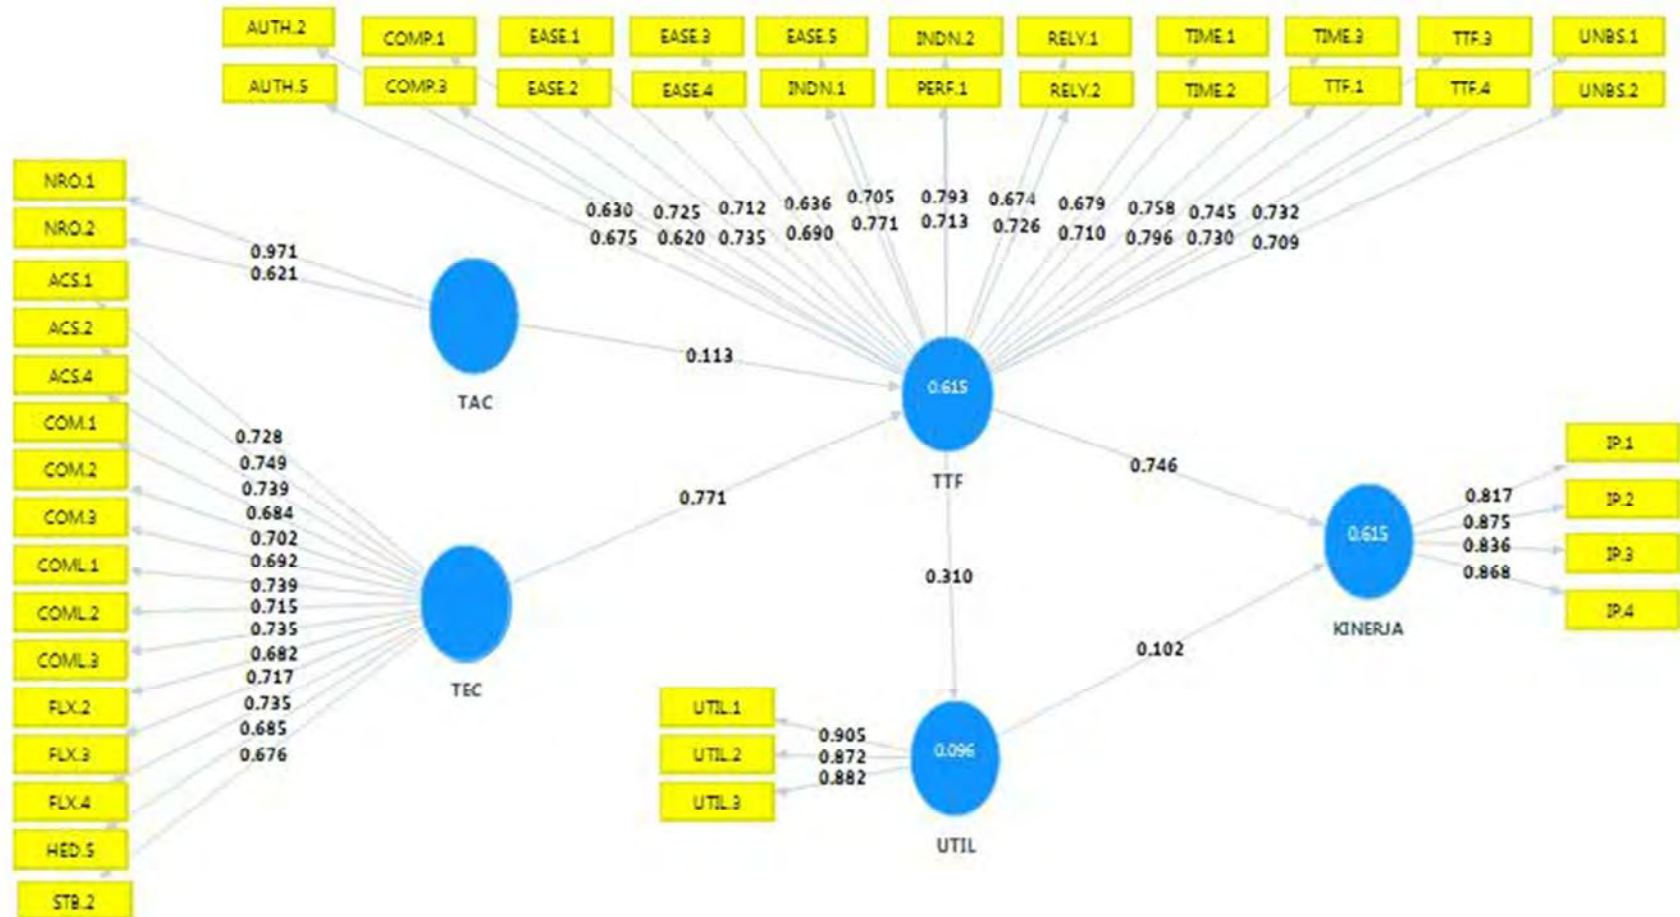 AUTH.2
COMP.1
EASE.1
EASE.3
EASE.5
INDN.2
RELY.1
TIME.1
TIME.3
TTF.3
UNBS.1
AUTH.5
COMP.3
EASE.2
EASE.4
INDN.1
PERF.1
RELY.2
TIME.2
TTF.1
TTF.4
UNBS.2
0.630
0.725
0.712
0.636
0.705
0.793
0.674
0.679
0.758
0.745
0.732
0.675
0.620
0.735
0.690
0.771
0.713
0.726
0.710
0.796
0.730
0.709
NRO.1
NRO.2
0.971
0.621
TAC
0.113
ACS.1
ACS.2
ACS.4
COM.1
COM.2
COM.3
COML.1
COML.2
COML.3
FLX.2
FLX.3
FLX.4
HED.5
STB.2
0.728
0.749
0.739
0.684
0.702
0.692
0.739
0.715
0.735
0.682
0.717
0.735
0.685
0.676
TEC
0.771
0.615
TTF
0.746
0.310
0.615
KINERJA
0.817
0.875
0.836
0.868
IP.1
IP.2
IP.3
IP.4
0.102
UTIL.1
UTIL.2
UTIL.3
0.905
0.872
0.882
0.096
UTIL